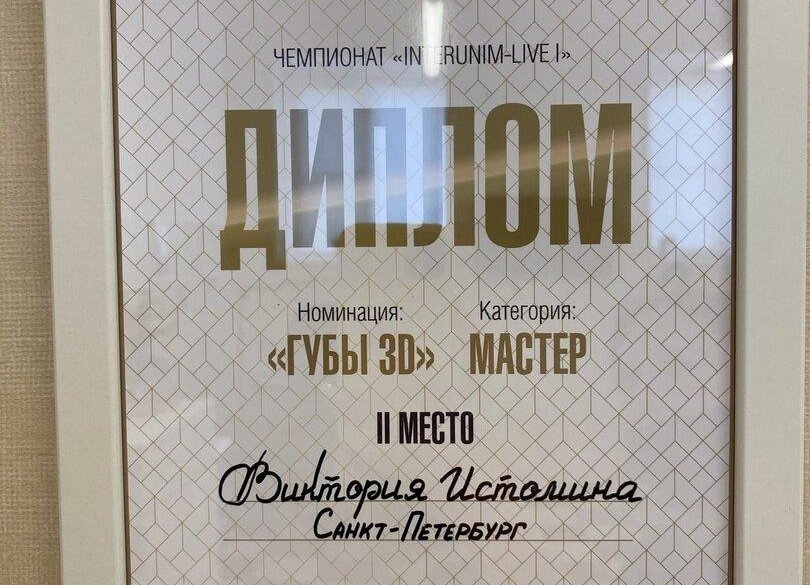 ЧЕМПИОНАТ «INTERUNIM-LIVE I»
ДИПЛОМ
Номинация: Категория:
«ГУБЫ 3D» МАСТЕР
II МЕСТО
Виктория Истомина
Санкт-Петербург